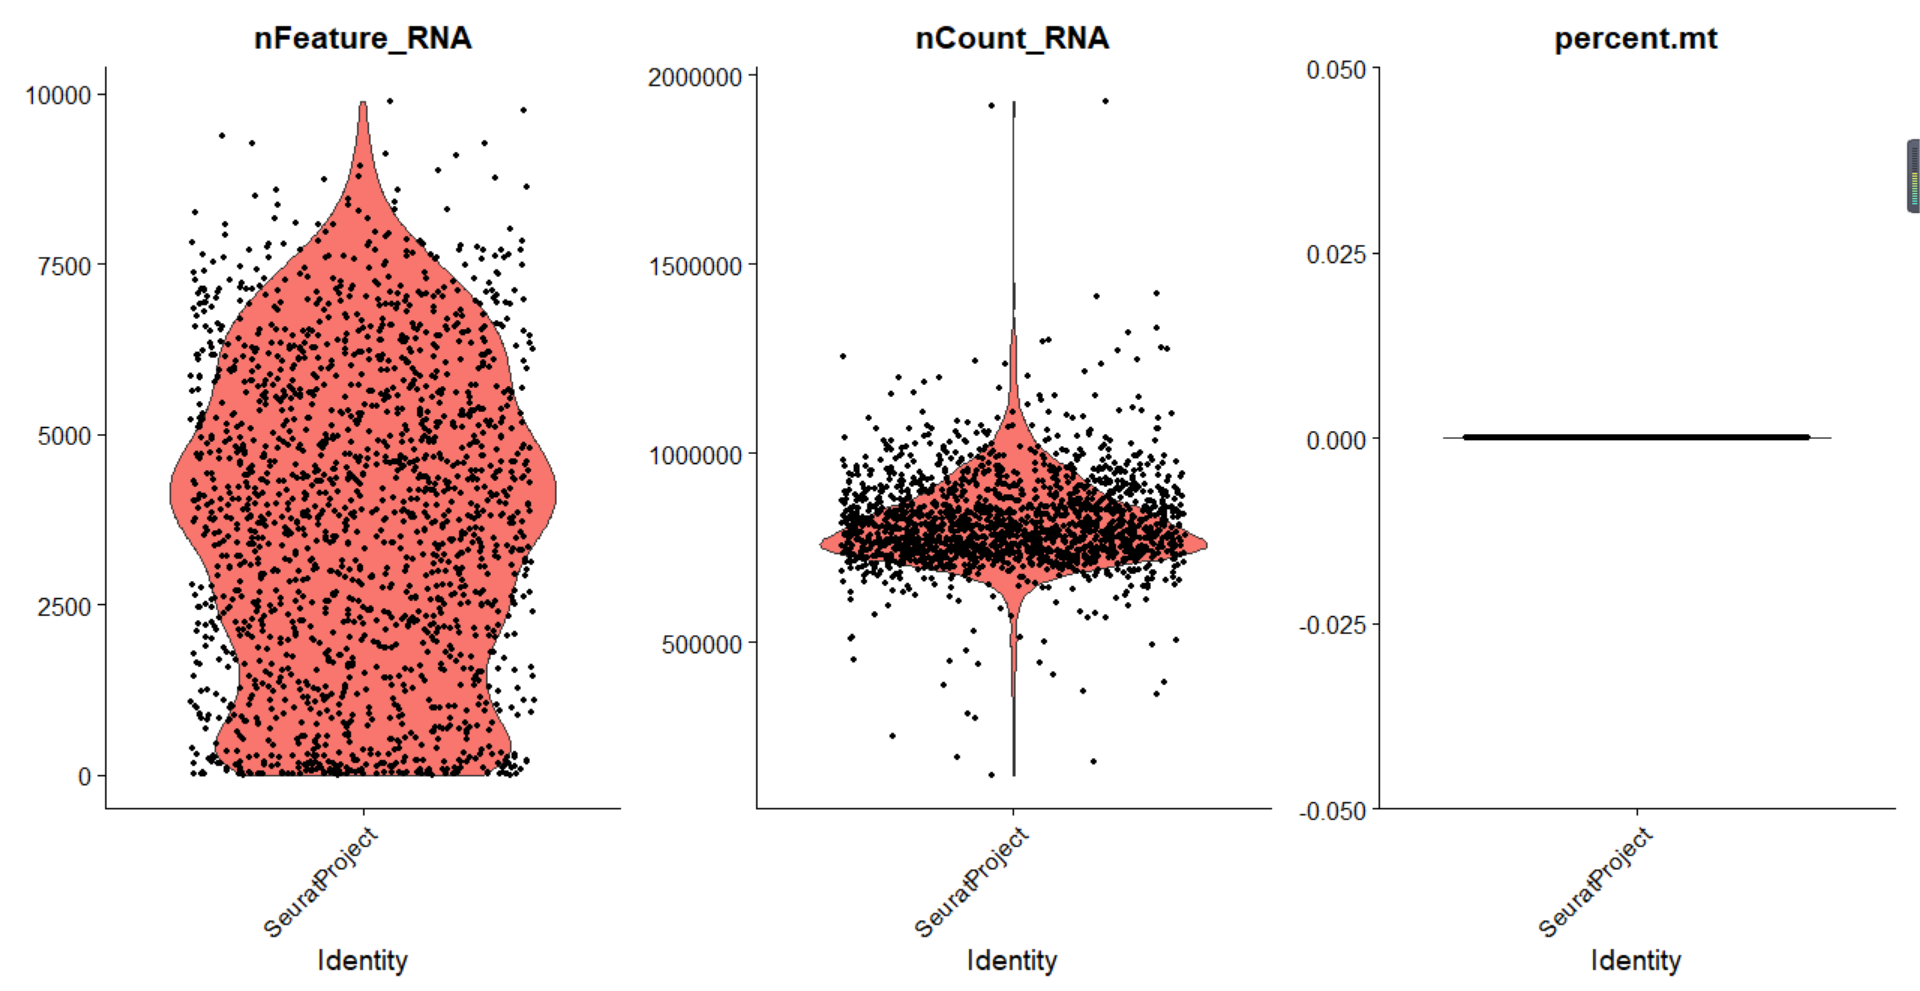 nFeature_RNA
10000
7500
5000
2500
0
SeuratProject
Identity
nCount_RNA
2000000
1500000
1000000
500000
SeuratProject
Identity
percent.mt
0.050
0.025
0.000
-0.025
-0.050
SeuratProject
Identity